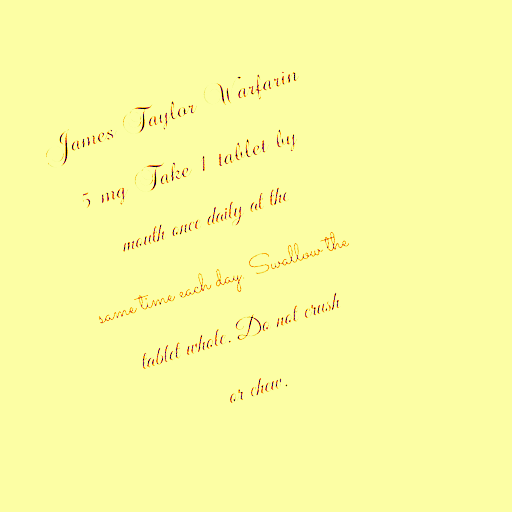 James Taylor Warfarin
5 mg Take 1 tablet by
mouth once daily at the
same time each day. Swallow the
tablet whole. Do not crush
or chew.